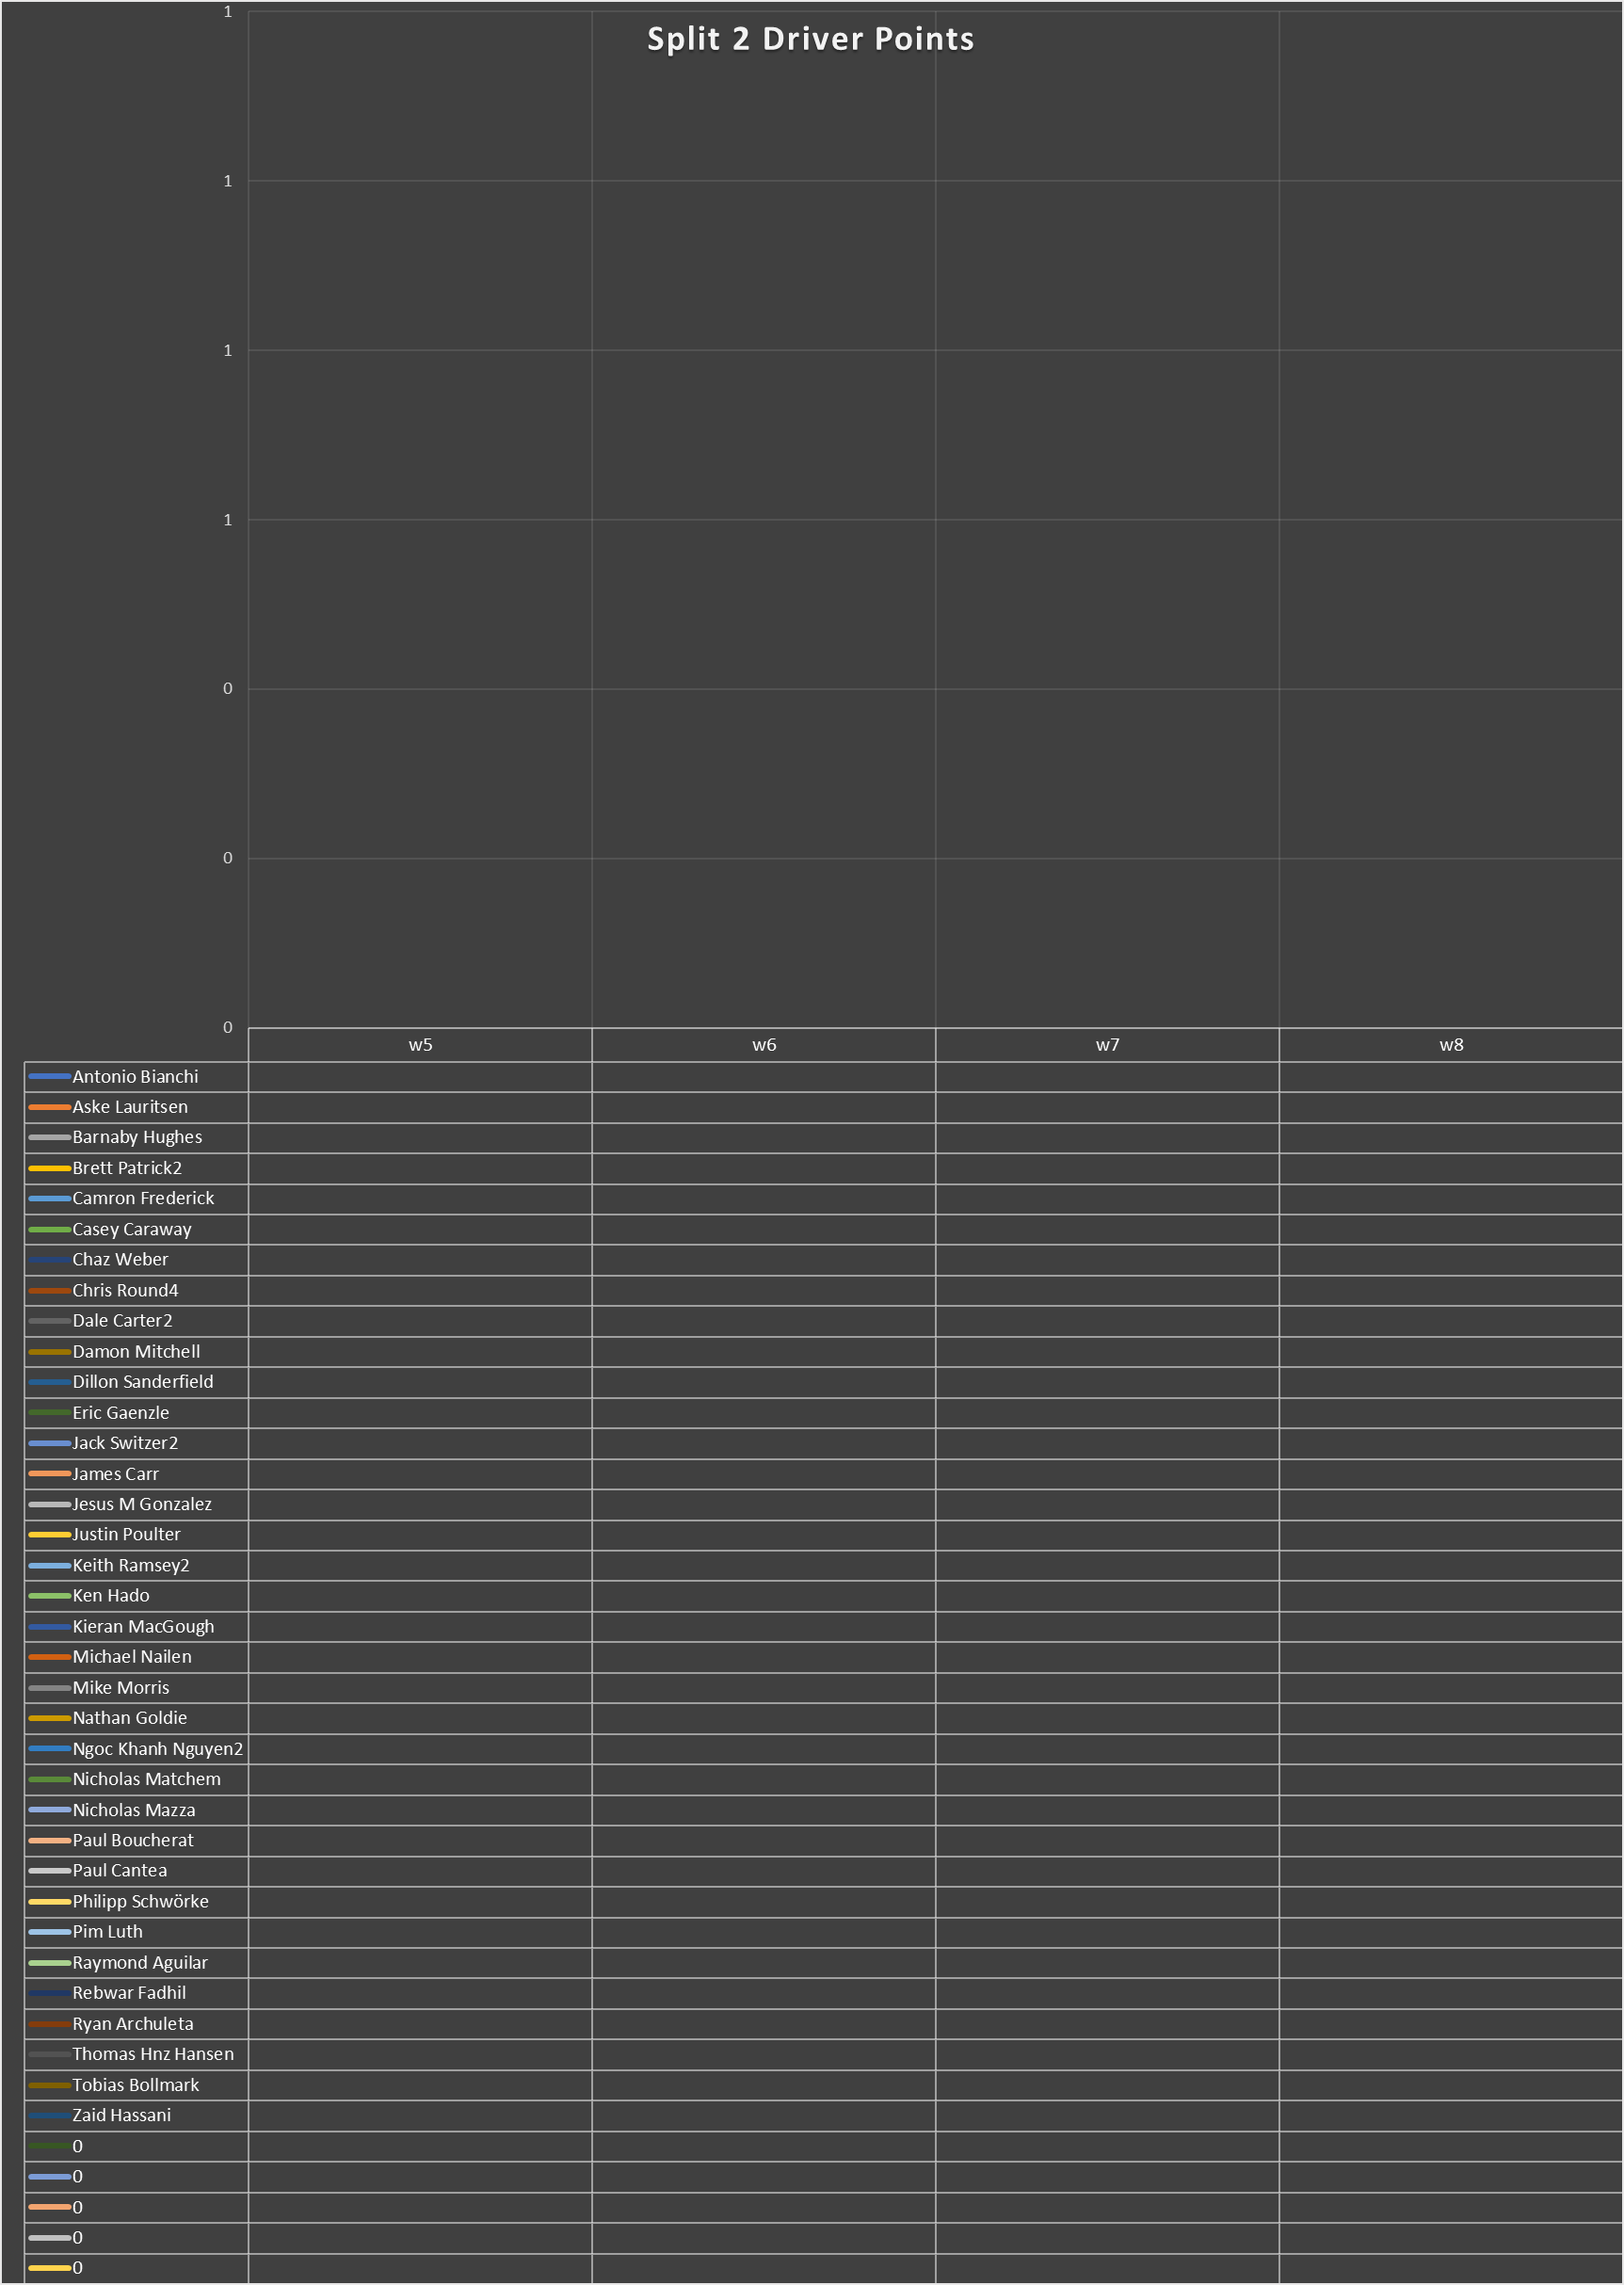 Split 2 Driver Points
1
1
1
1
0
0
0
w5 w6 w7 w8
Antonio Bianchi
Aske Lauritsen
Barnaby Hughes
Brett Patrick2
Camron Frederick
Casey Caraway
Chaz Weber
Chris Round4
Dale Carter2
Damon Mitchell
Dillon Sanderfield
Eric Gaenzle
Jack Switzer2
James Carr
Jesus M Gonzalez
Justin Poulter
Keith Ramsey2
Ken Hado
Kieran MacGough
Michael Nailen
Mike Morris
Nathan Goldie
Ngoc Khanh Nguyen2
Nicholas Matchem
Nicholas Mazza
Paul Boucherat
Paul Cantea
Philipp Schwörke
Pim Luth
Raymond Aguilar
Rebwar Fadhil
Ryan Archuleta
Thomas Hnz Hansen
Tobias Bollmark
Zaid Hassani
0
0
0
0
0